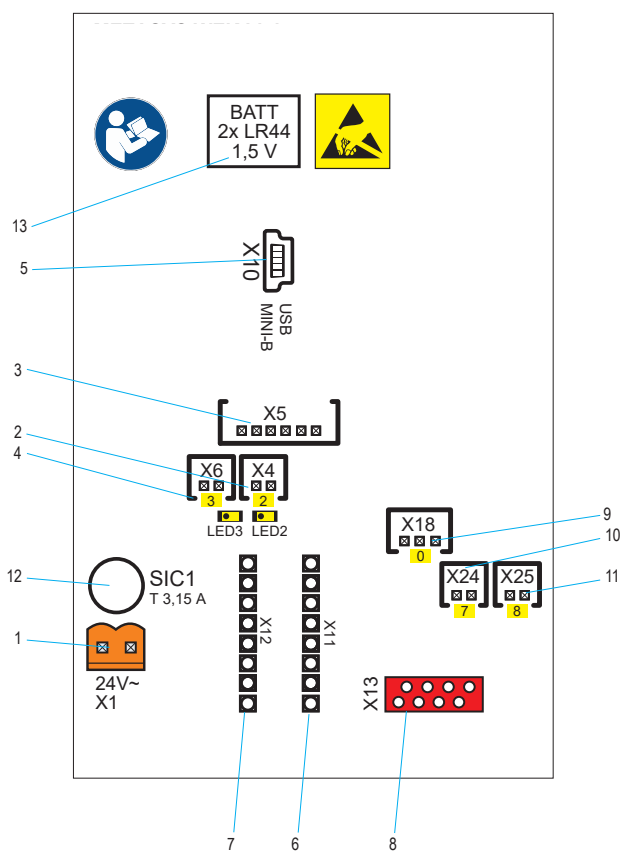 BATT
2x LR44
1,5 V
13
X10
5
USB
MINI-B
3
X5
2
4
X6
X4
3
2
LED3
LED2
X18
9
10
0
12
SIC1
T 3,15 A
X24
X25
11
7
8
1
X12
X11
24V~
X1
X13
7
6
8